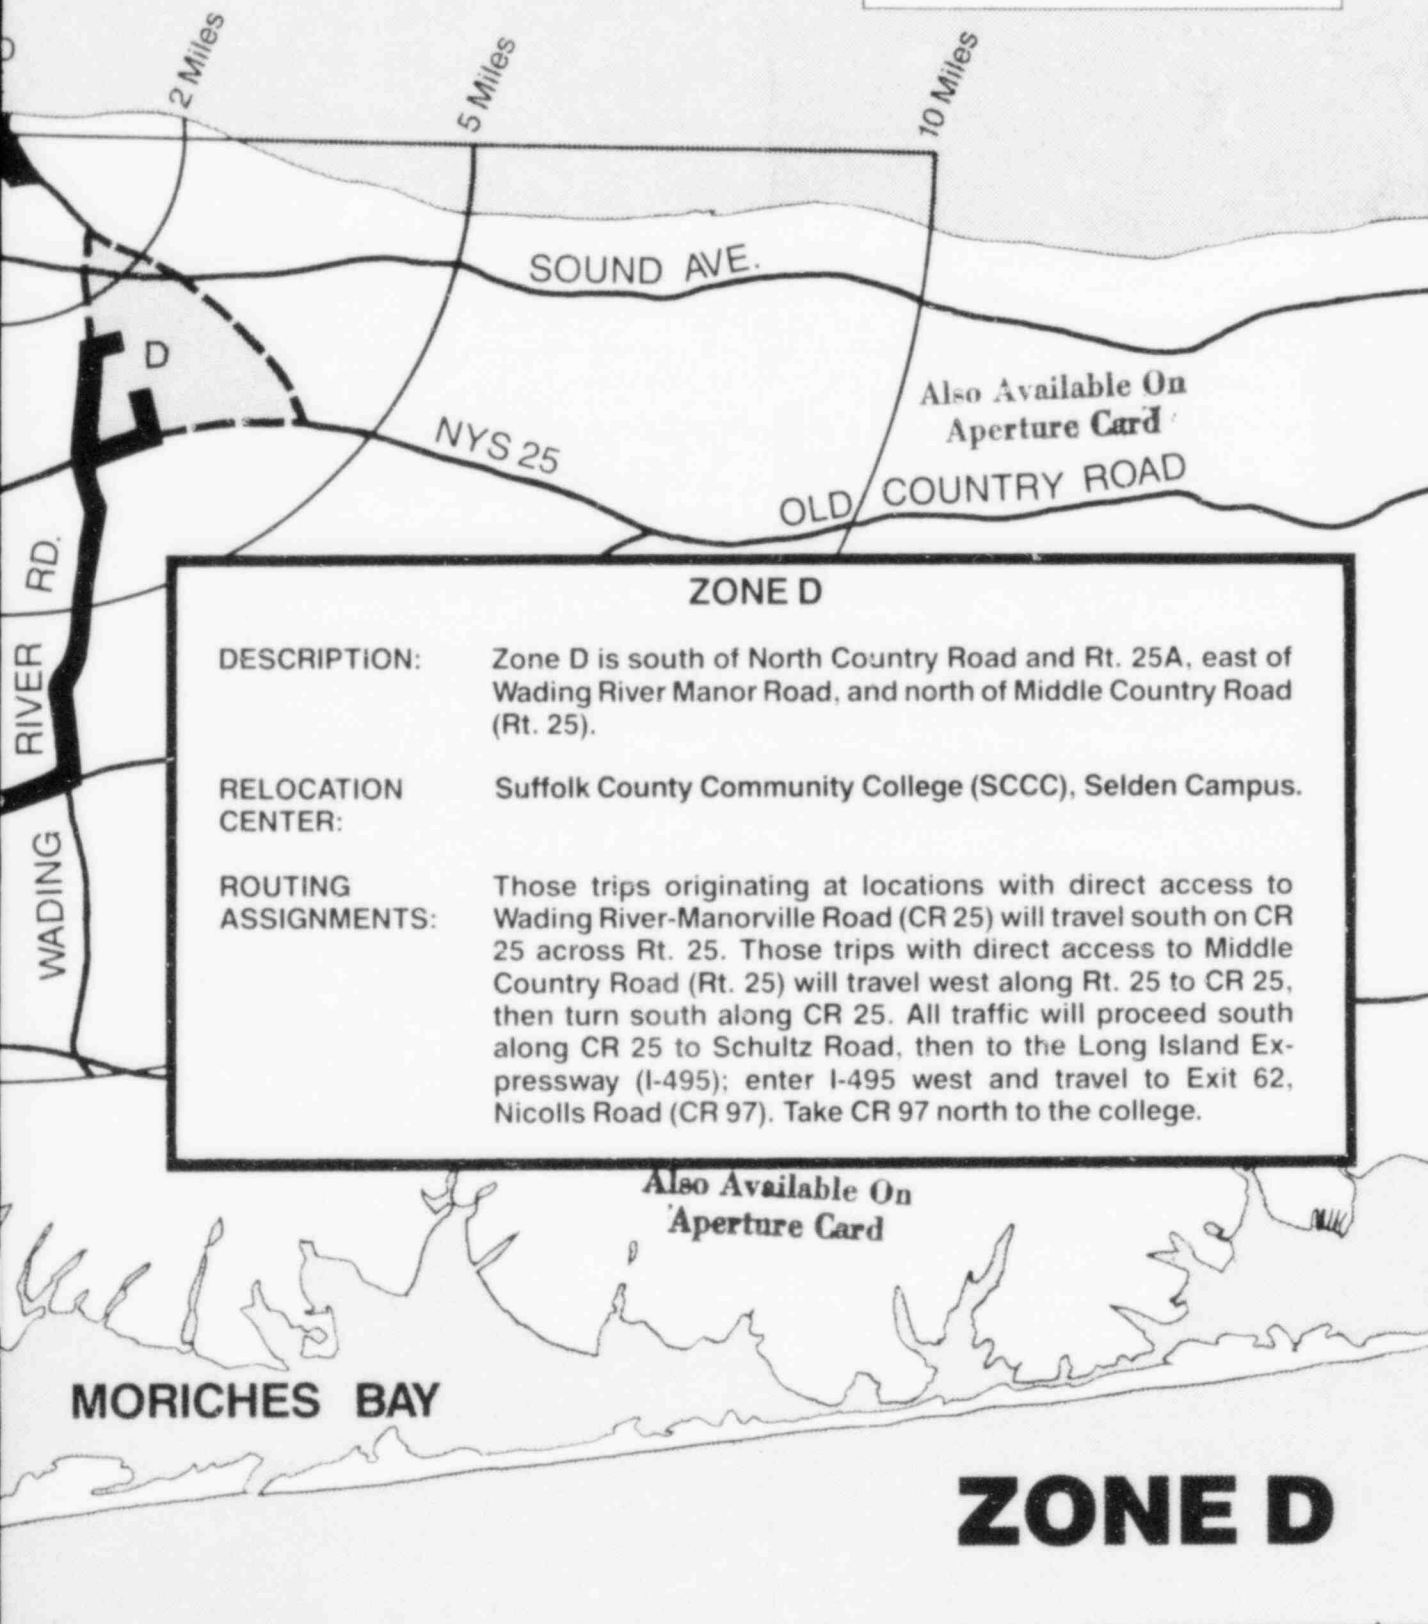 2 Miles
5 Miles
10 Miles
SOUND AVE.
D
Also Available On
Aperture Card
NYS 25
OLD COUNTRY ROAD
WADING RIVER RD.
ZONE D
DESCRIPTION: Zone D is south of North Country Road and Rt. 25A, east of
Wading River Manor Road, and north of Middle Country Road
(Rt. 25).
RELOCATION CENTER: Suffolk County Community College (SCCC), Selden Campus.
ROUTING ASSIGNMENTS: Those trips originating at locations with direct access to
Wading River-Manorville Road (CR 25) will travel south on CR
25 across Rt. 25. Those trips with direct access to Middle
Country Road (Rt. 25) will travel west along Rt. 25 to CR 25,
then turn south along CR 25. All traffic will proceed south
along CR 25 to Schultz Road, then to the Long Island Ex-
pressway (I-495); enter I-495 west and travel to Exit 62,
Nicolls Road (CR 97). Take CR 97 north to the college.
Also Available On
Aperture Card
MORICHES BAY
ZONE D